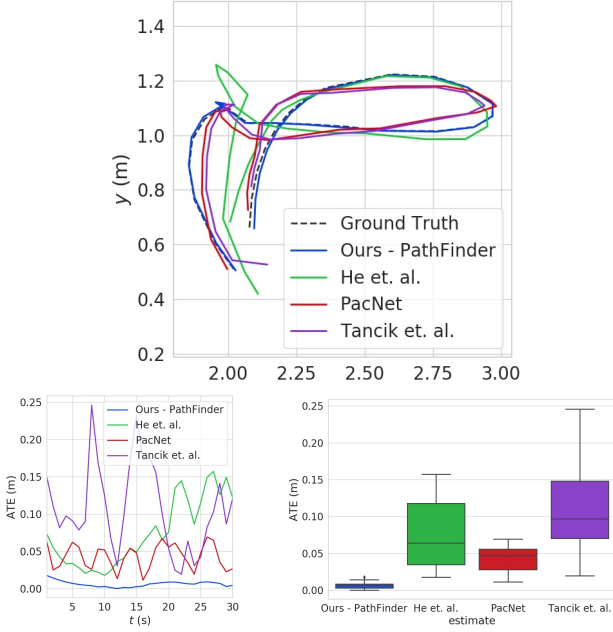 1.4
1.2
1.0
0.8
0.6
0.4
0.2
y (m)
2.00 2.25 2.50 2.75 3.00
Ground Truth
Ours - PathFinder
He et. al.
PacNet
Tancik et. al.
0.25
0.20
0.15
0.10
0.05
0.00
ATE (m)
5 10 15 20 25 30
t (s)
Ours - PathFinder
He et. al.
PacNet
Tancik et. al.
0.25
0.20
0.15
0.10
0.05
0.00
ATE (m)
Ours - PathFinder He et. al. PacNet Tancik et. al.
estimate